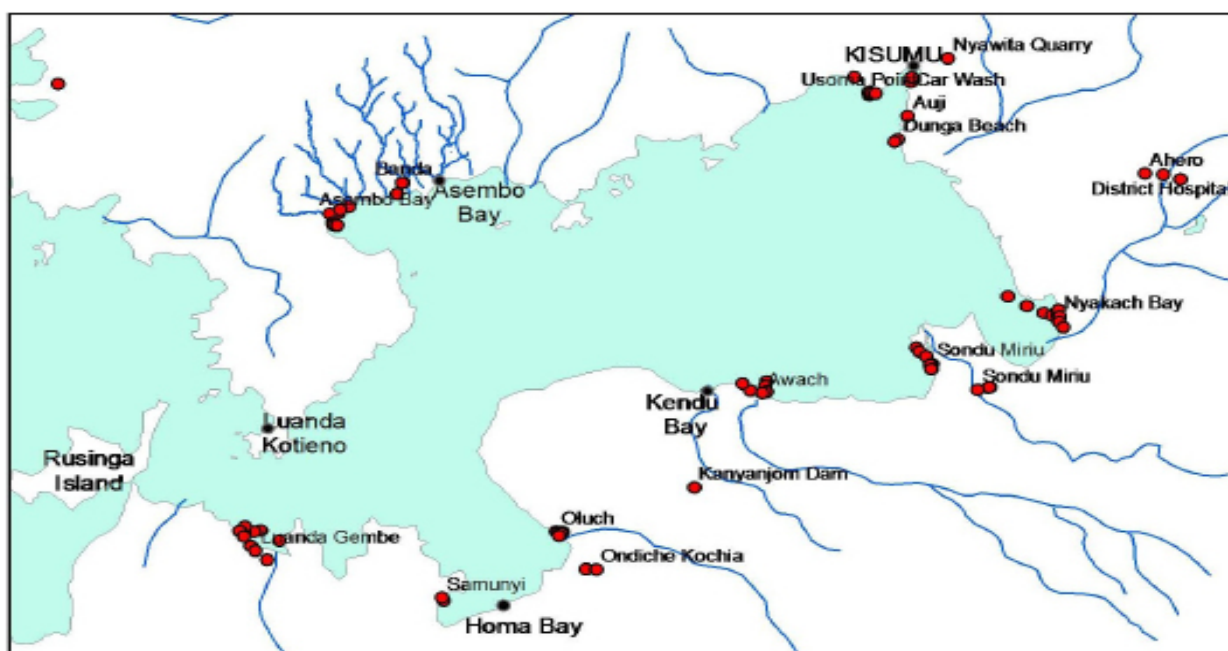 KISUMU
Nyawita Quarry
Usoma Poin
Car Wash
Auji
Dunga Beach
Banda
Asembo Bay
Asembo
Bay
Ahero
District Hospital
Nyakach Bay
Sondu Miriu
Sondu Miriu
Awach
Kendu
Bay
Luanda
Kotieno
Rusinga
Island
Kanyanjom Dam
Oluch
Luanda Gembe
Ondiche Kochia
Samunyi
Homa Bay